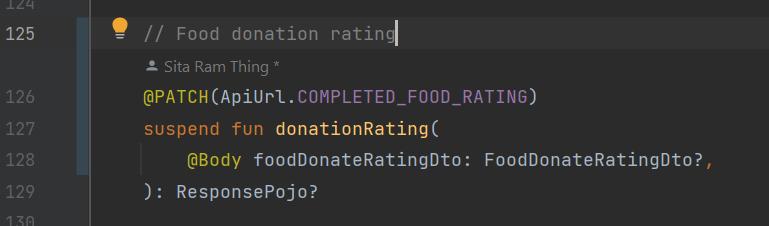 124
125 // Food donation rating
Sita Ram Thing *
126 @PATCH(ApiUrl.COMPLETED_FOOD_RATING)
127 suspend fun donationRating(
128 @Body foodDonateRatingDto: FoodDonateRatingDto?,
129 ): ResponsePojo?
130